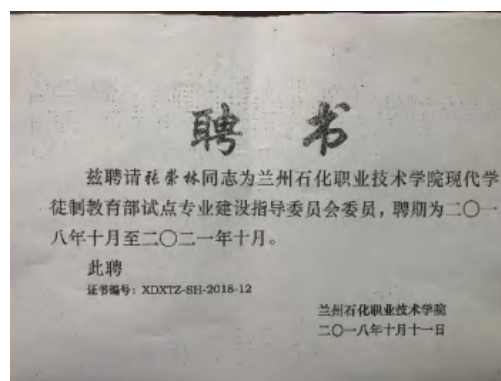 聘 书
兹聘请张荣林同志为兰州石化职业技术学院现代学
徒制教育部试点专业建设指导委员会委员，聘期为二〇一
八年十月至二〇二一年十月。
此聘
证书编号：XDXTZ-SH-2018-12
兰州石化职业技术学院
二〇一八年十月十一日